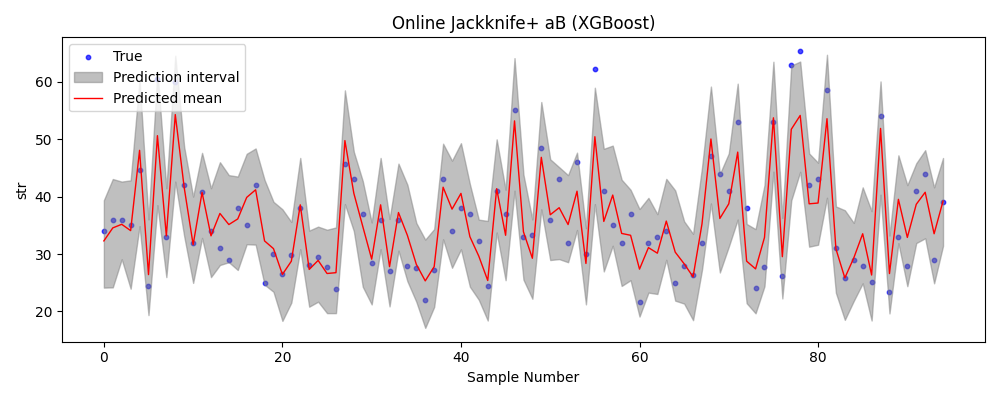 Online Jackknife+ aB (XGBoost)
True
Prediction interval
Predicted mean
60
50
40
30
20
str
0
20
40
60
80
Sample Number